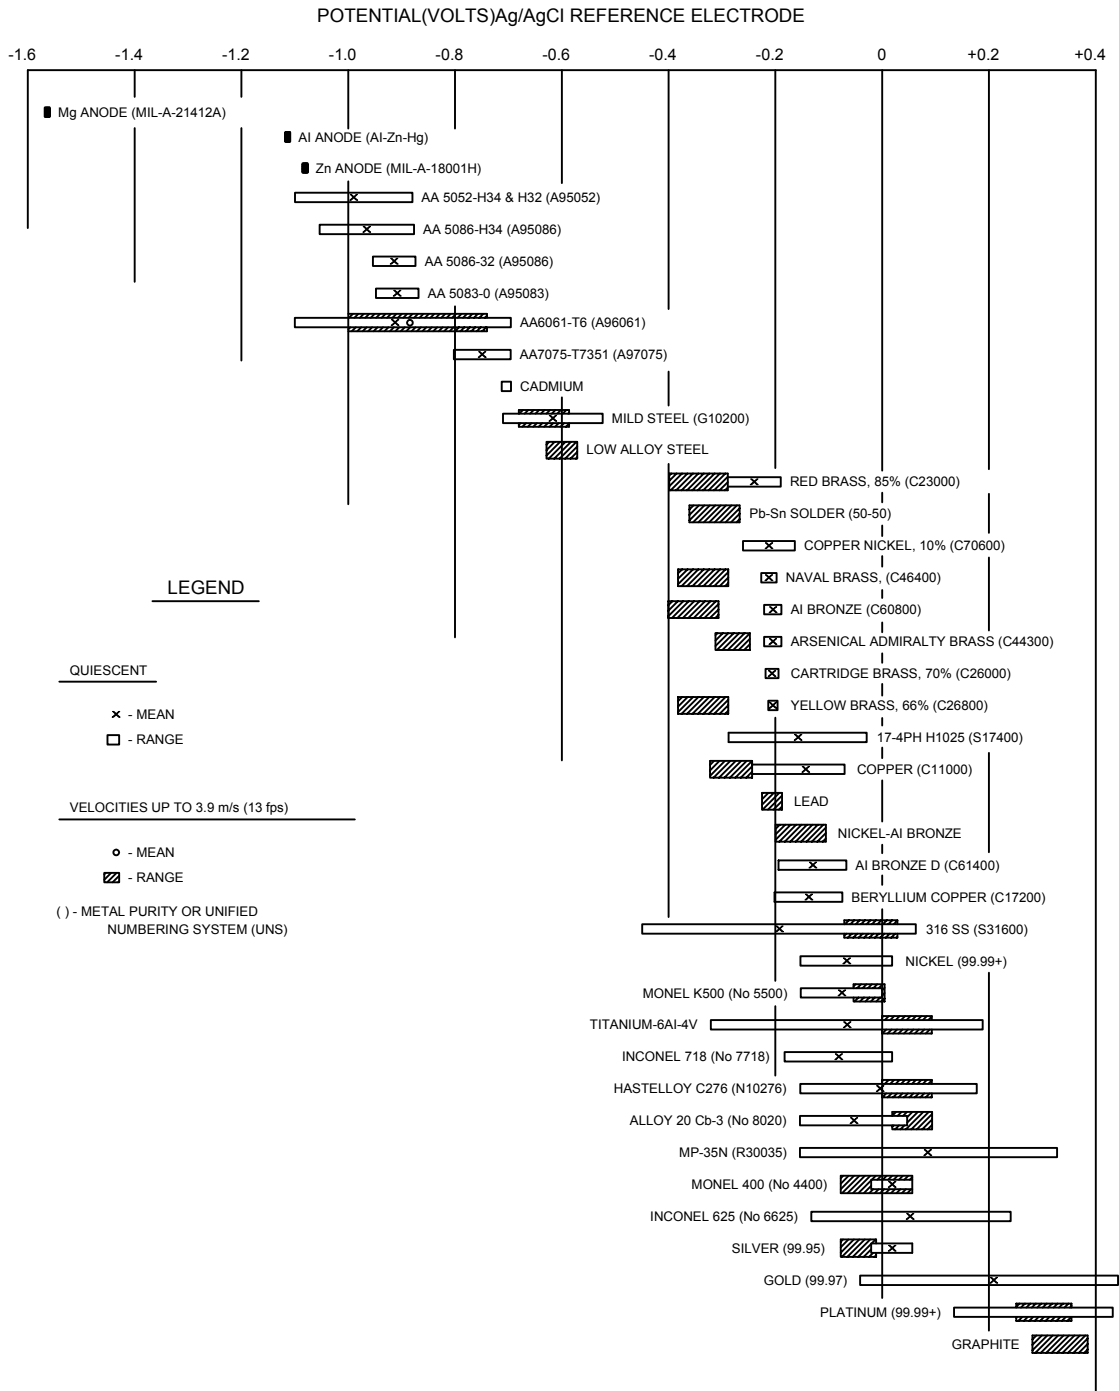 POTENTIAL(VOLTS)Ag/AgCl REFERENCE ELECTRODE
-1.6 -1.4 -1.2 -1.0 -0.8 -0.6 -0.4 -0.2 0 +0.2 +0.4
Mg ANODE (MIL-A-21412A)
Al ANODE (Al-Zn-Hg)
Zn ANODE (MIL-A-18001H)
AA 5052-H34 & H32 (A95052)
AA 5086-H34 (A95086)
AA 5086-32 (A95086)
AA 5083-0 (A95083)
AA6061-T6 (A96061)
AA7075-T7351 (A97075)
CADMIUM
MILD STEEL (G10200)
LOW ALLOY STEEL
RED BRASS, 85% (C23000)
Pb-Sn SOLDER (50-50)
COPPER NICKEL, 10% (C70600)
NAVAL BRASS, (C46400)
Al BRONZE (C60800)
ARSENICAL ADMIRALTY BRASS (C44300)
CARTRIDGE BRASS, 70% (C26000)
YELLOW BRASS, 66% (C26800)
17-4PH H1025 (S17400)
COPPER (C11000)
LEAD
NICKEL-Al BRONZE
Al BRONZE D (C61400)
BERYLLIUM COPPER (C17200)
316 SS (S31600)
NICKEL (99.99+)
MONEL K500 (No 5500)
TITANIUM-6Al-4V
INCONEL 718 (No 7718)
HASTELLOY C276 (N10276)
ALLOY 20 Cb-3 (No 8020)
MP-35N (R30035)
MONEL 400 (No 4400)
INCONEL 625 (No 6625)
SILVER (99.95)
GOLD (99.97)
PLATINUM (99.99+)
GRAPHITE
LEGEND
QUIESCENT
- MEAN
- RANGE
VELOCITIES UP TO 3.9 m/s (13 fps)
- MEAN
- RANGE
( ) - METAL PURITY OR UNIFIED
NUMBERING SYSTEM (UNS)